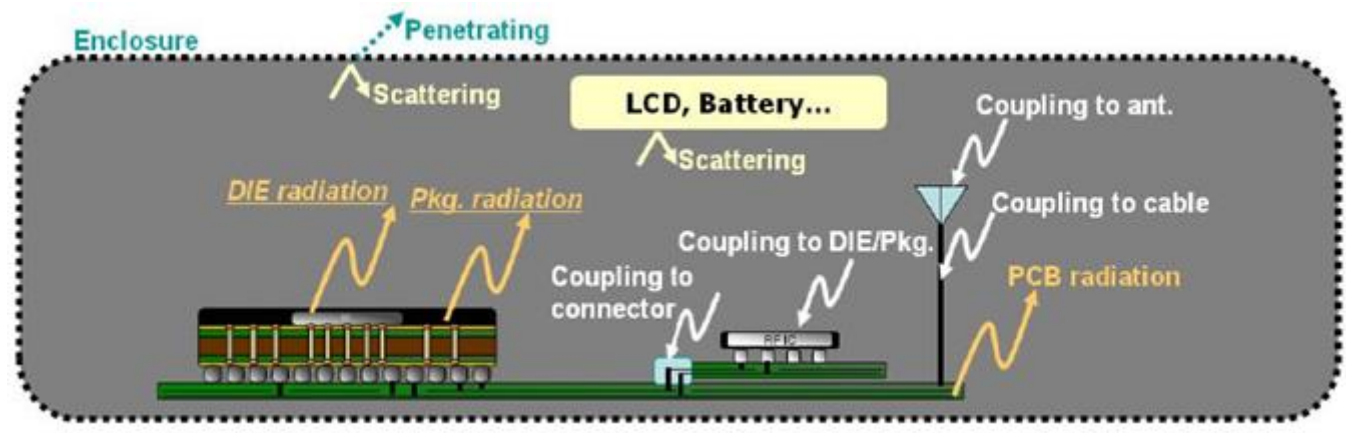 Enclosure
Penetrating
Scattering
LCD, Battery...
Scattering
Coupling to ant.
DIE radiation
Pkg. radiation
Coupling to cable
Coupling to DIE/Pkg.
Coupling to
connector
PCB radiation
RFIC